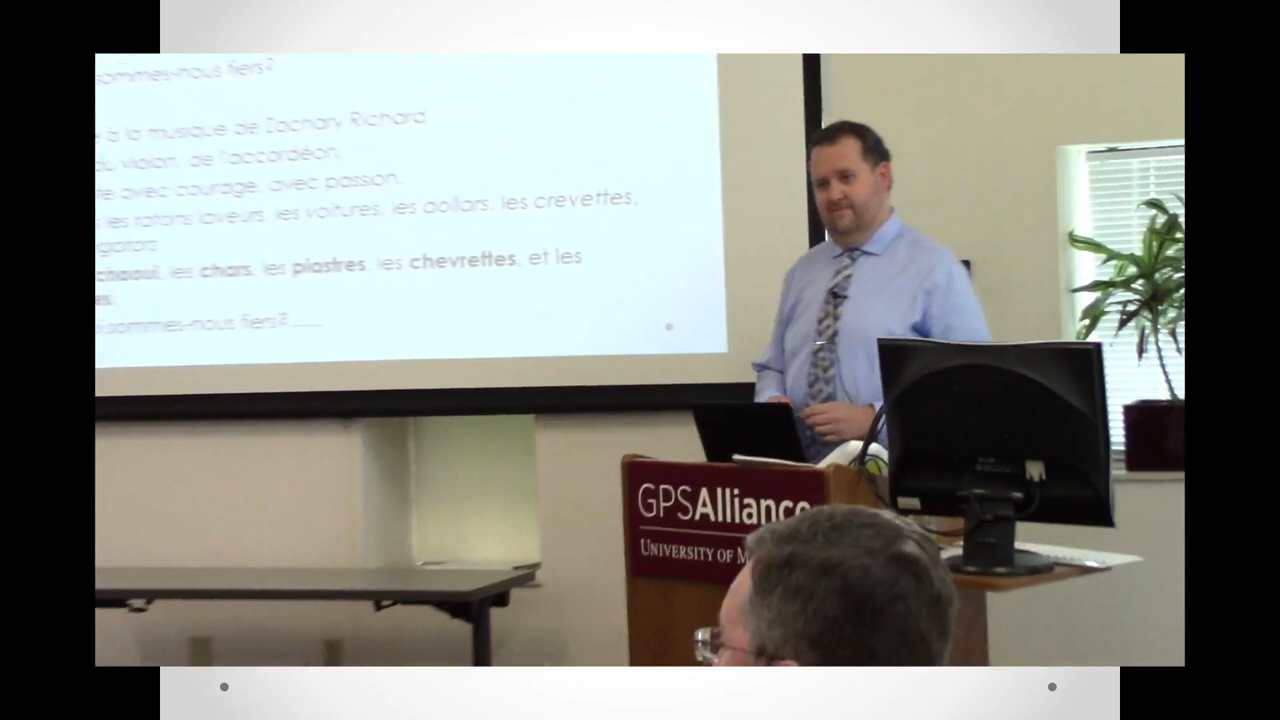 sommes-nous fiers?
à la musique de Zachary Richard
du violon, de l'accordéon,
avec courage, avec passion,
les ratons laveurs, les voitures, les dollars, les crevettes,
chaoui, les chars, les piastres, les chevrettes, et les
sommes-nous fiers?......
GPSAlliance
UNIVERSITY OF M